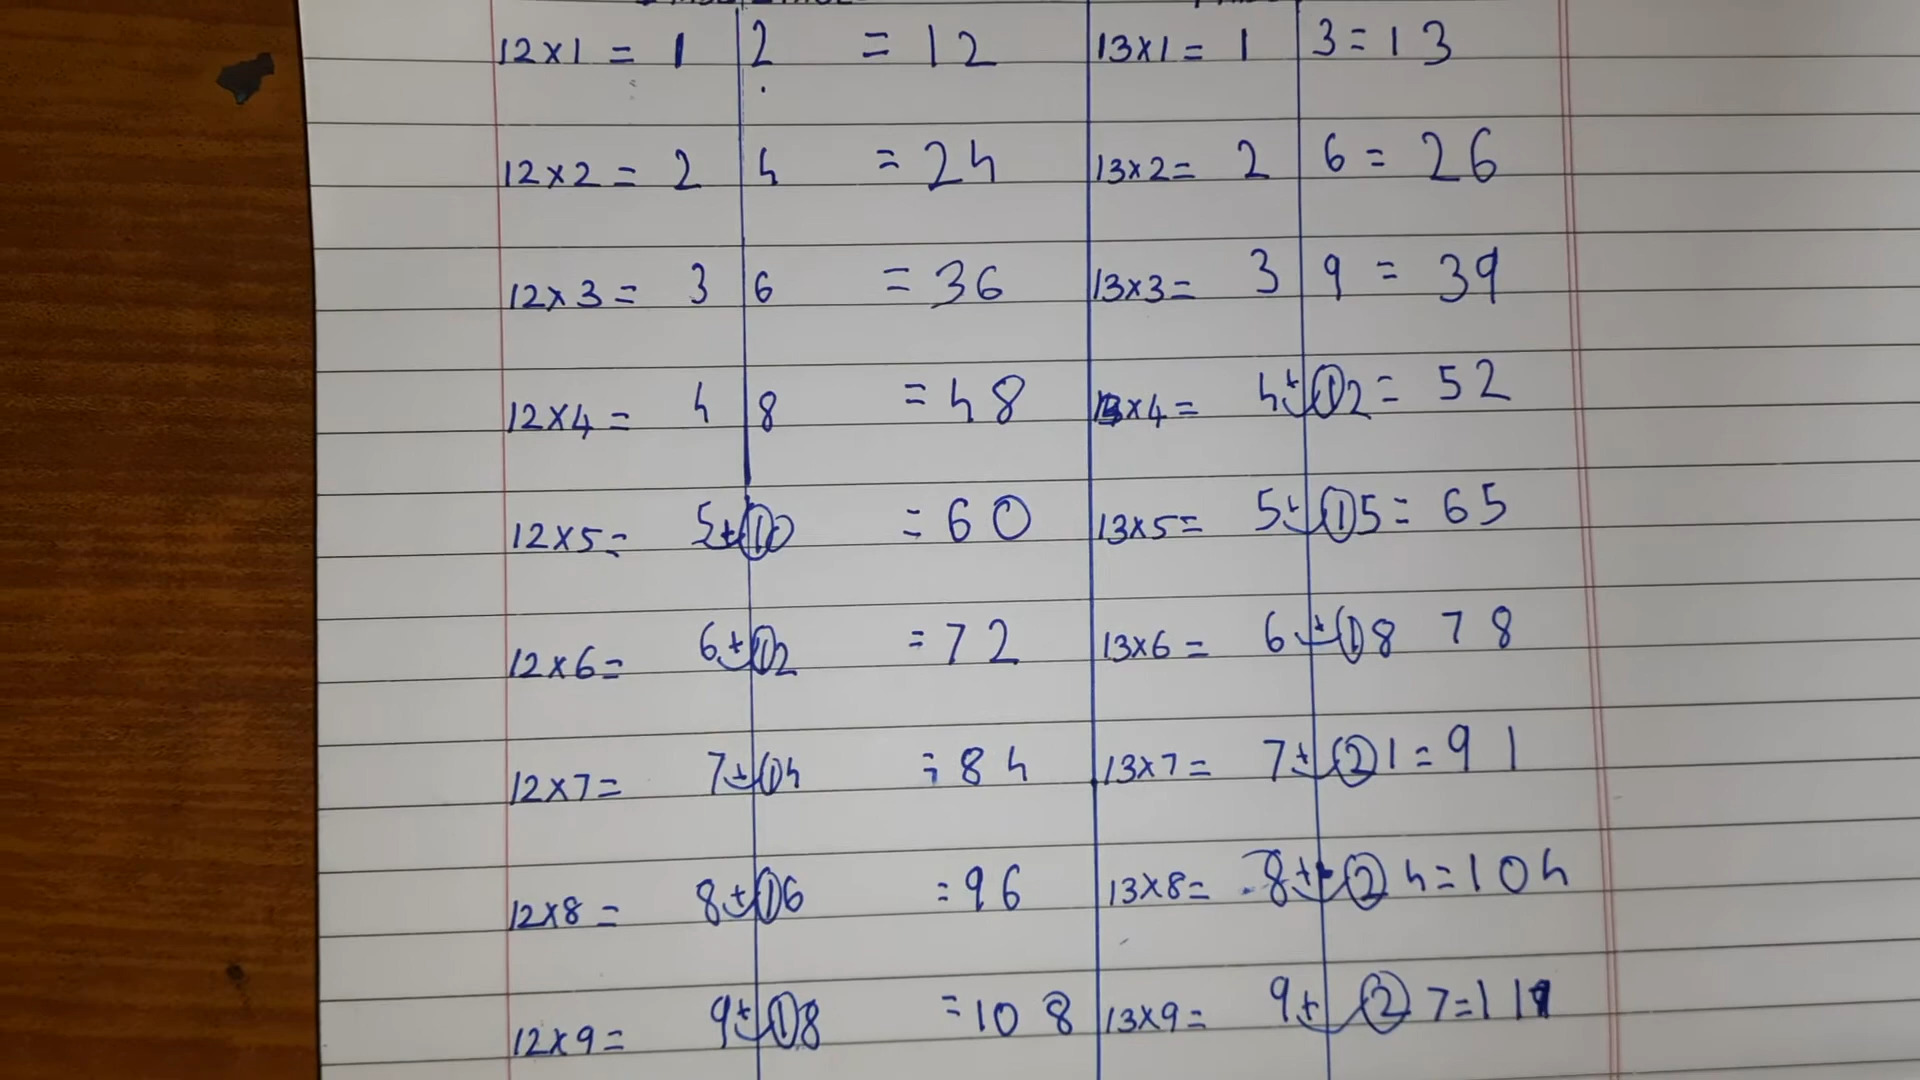 12x1 = 1 2 = 12 13x1 = 1 3 = 13
12x2 = 2 4 = 24 13x2 = 2 6 = 26
12x3 = 3 6 = 36 13x3 = 3 9 = 39
12x4 = 4 8 = 48 13x4 = 4+ 12 = 52
12x5 = 5+ 10 = 60 13x5 = 5+ 15 = 65
12x6 = 6+ 12 = 72 13x6 = 6+ 18 78
12x7 = 7+ 14 = 84 13x7 = 7+ 21 = 91
12x8 = 8+ 16 = 96 13x8 = 8+ 24 = 104
12x9 = 9+ 18 = 108 13x9 = 9+ 27 =